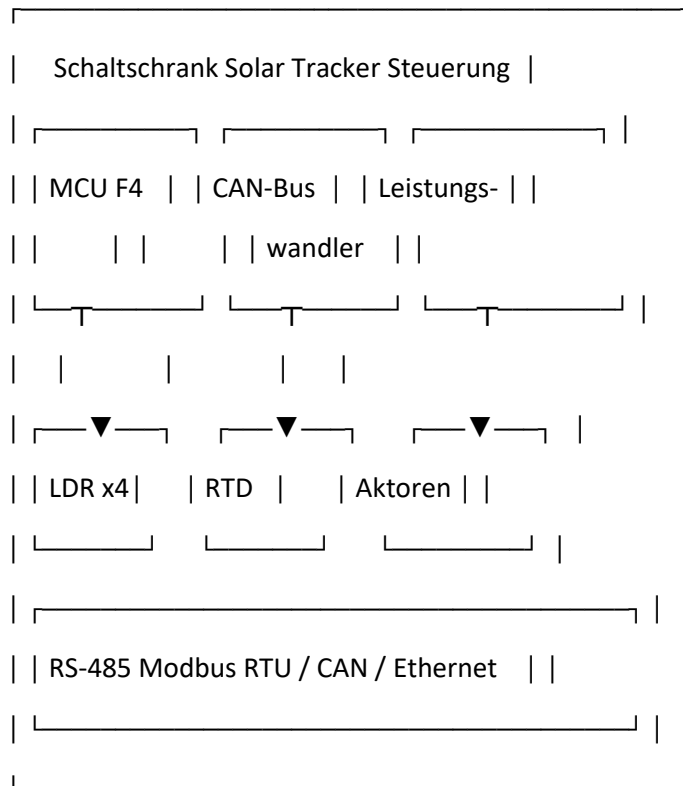 Schaltschrank Solar Tracker Steuerung
MCU F4 CAN-Bus Leistungs-
wandler
LDR x4 RTD Aktoren
RS-485 Modbus RTU / CAN / Ethernet